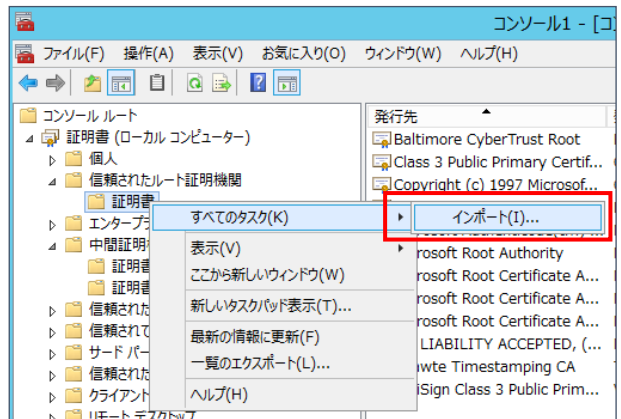 コンソール1 - [コ
ファイル(F) 操作(A) 表示(V) お気に入り(O) ウィンドウ(W) ヘルプ(H)
コンソール ルート
証明書 (ローカル コンピューター)
個人
信頼されたルート証明機関
証明書
エンタープラ
中間証明
証明書
証明書
信頼された
信頼されて
サード パー
信頼された
クライアント
リモート デスクトップ
発行先
Baltimore CyberTrust Root
Class 3 Public Primary Certif...
Copyright (c) 1997 Microsof...
rosoft Root Authority
rosoft Root Certificate A...
rosoft Root Certificate A...
rosoft Root Certificate A...
LIABILITY ACCEPTED, (...
wte Timestamping CA
iSign Class 3 Public Prim...
すべてのタスク(K)
インポート(I)...
表示(V)
ここから新しいウィンドウ(W)
新しいタスクパッド表示(T)...
最新の情報に更新(F)
一覧のエクスポート(L)...
ヘルプ(H)